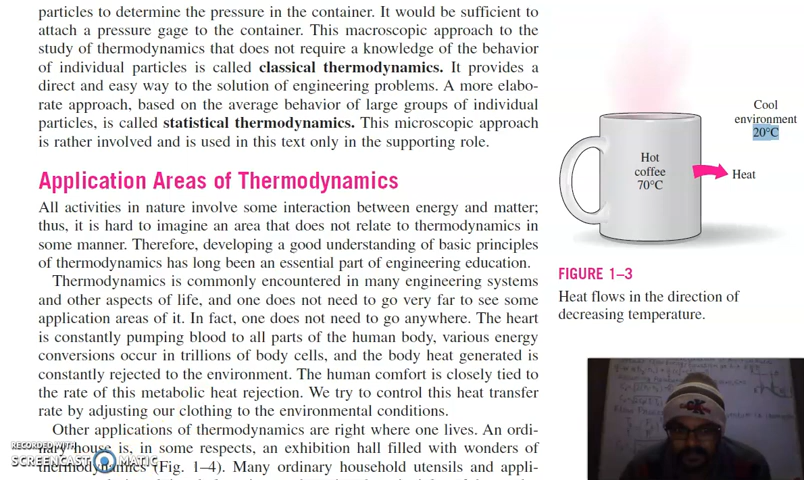 particles to determine the pressure in the container. It would be sufficient to
attach a pressure gage to the container. This macroscopic approach to the
study of thermodynamics that does not require a knowledge of the behavior
of individual particles is called classical thermodynamics. It provides a
direct and easy way to the solution of engineering problems. A more elabo-
rate approach, based on the average behavior of large groups of individual
particles, is called statistical thermodynamics. This microscopic approach
is rather involved and is used in this text only in the supporting role.
Application Areas of Thermodynamics
All activities in nature involve some interaction between energy and matter;
thus, it is hard to imagine an area that does not relate to thermodynamics in
some manner. Therefore, developing a good understanding of basic principles
of thermodynamics has long been an essential part of engineering education.
Thermodynamics is commonly encountered in many engineering systems
and other aspects of life, and one does not need to go very far to see some
application areas of it. In fact, one does not need to go anywhere. The heart
is constantly pumping blood to all parts of the human body, various energy
conversions occur in trillions of body cells, and the body heat generated is
constantly rejected to the environment. The human comfort is closely tied to
the rate of this metabolic heat rejection. We try to control this heat transfer
rate by adjusting our clothing to the environmental conditions.
Other applications of thermodynamics are right where one lives. An ordi-
nary house is, in some respects, an exhibition hall filled with wonders of
thermodynamics (Fig. 1–4). Many ordinary household utensils and appli-
Cool
environment
20°C
Hot
coffee
70°C
Heat
FIGURE 1–3
Heat flows in the direction of
decreasing temperature.
RECORDED WITH
SCREENCAST MATIC